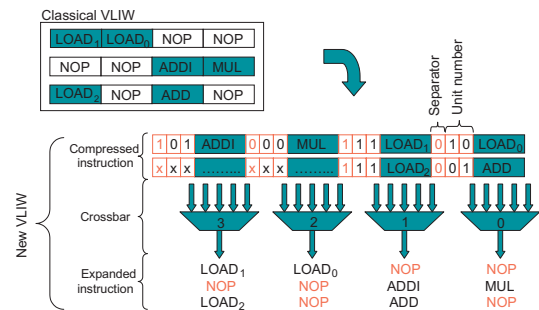 Classical VLIW
LOAD1 LOAD0 NOP NOP
NOP NOP ADDI MUL
LOAD2 NOP ADD NOP
Separator
Unit number
New VLIW
Compressed instruction
1 0 1 ADDI 0 0 0 MUL 1 1 1 LOAD1 0 1 0 LOAD0
x x x ......... x x x ......... 1 1 1 LOAD2 0 0 1 ADD
Crossbar
3 2 1 0
Expanded instruction
LOAD1 LOAD0 NOP NOP
NOP NOP ADDI MUL
LOAD2 NOP ADD NOP